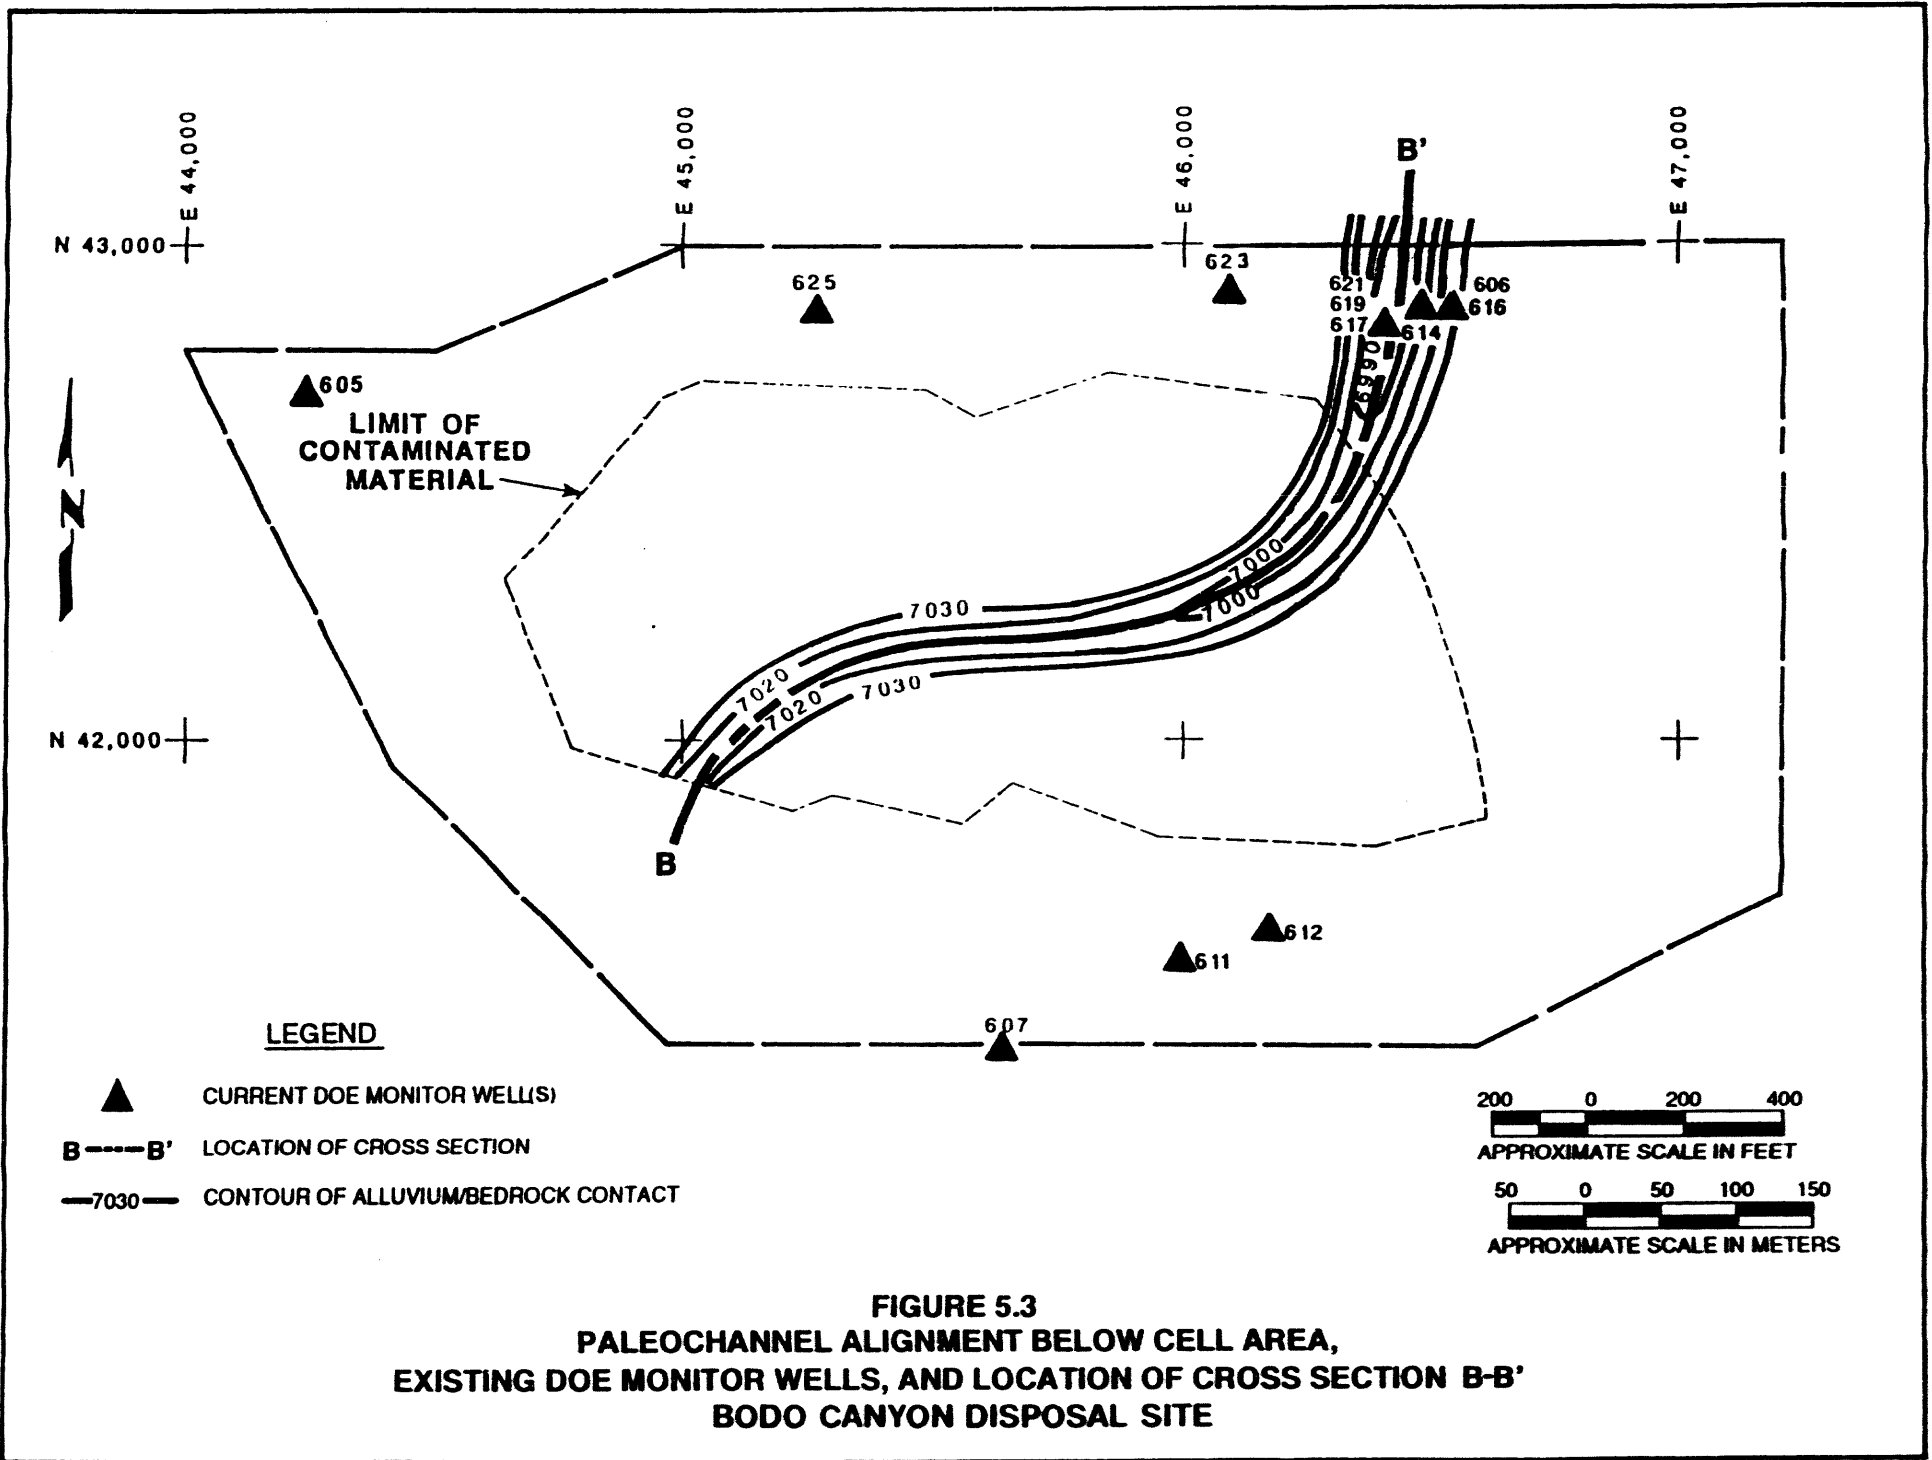 E 44,000
E 45,000
E 46,000
E 47,000
B'
N 43,000
623
625
621
606
619
616
617
614
605
6990
LIMIT OF
CONTAMINATED
MATERIAL
N
7000
7030
7000
7020
7030
7020
N 42,000
B
612
611
607
LEGEND
CURRENT DOE MONITOR WELL(S)
B B' LOCATION OF CROSS SECTION
7030 CONTOUR OF ALLUVIUM/BEDROCK CONTACT
200 0 200 400
APPROXIMATE SCALE IN FEET
50 0 50 100 150
APPROXIMATE SCALE IN METERS
FIGURE 5.3
PALEOCHANNEL ALIGNMENT BELOW CELL AREA,
EXISTING DOE MONITOR WELLS, AND LOCATION OF CROSS SECTION B-B'
BODO CANYON DISPOSAL SITE